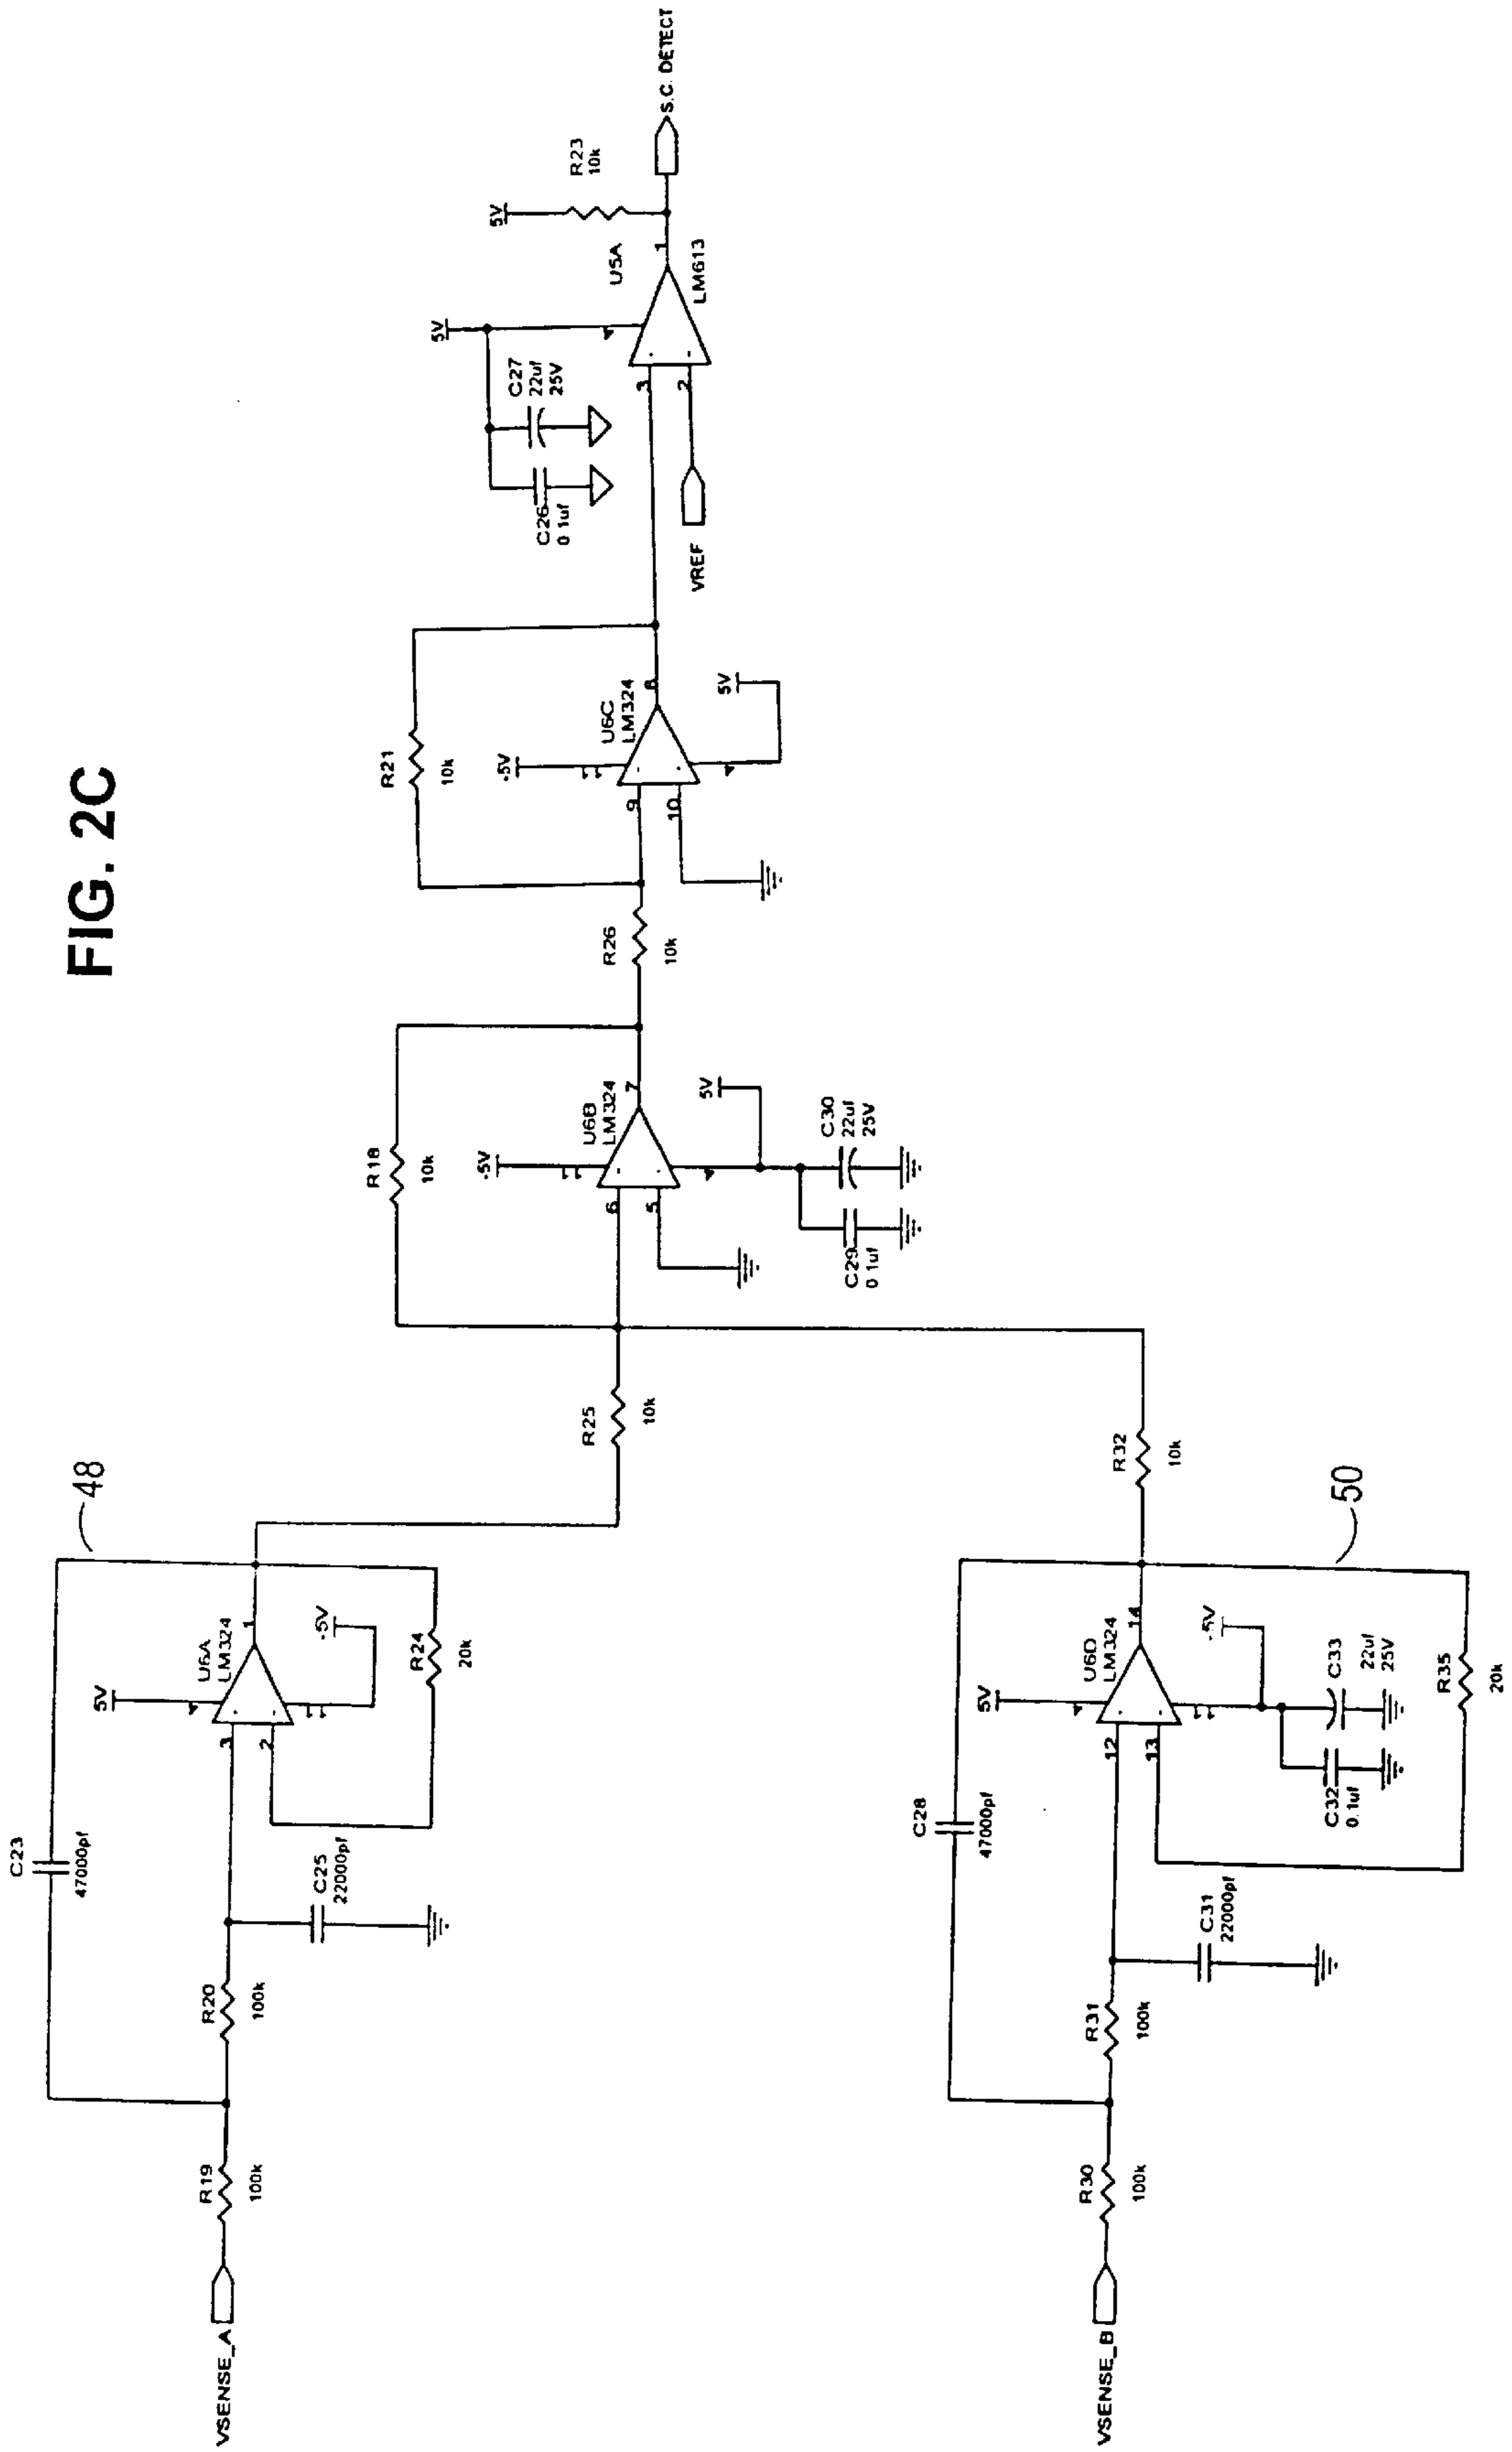 FIG. 2C
48
C23
47000pf
VSENSE_A
R19
100k
R20
100k
C25
22000pf
3
2
5V
U6A
LM324
1
-5V
R24
20k
R25
10k
R18
10k
6
5
-5V
U6B
LM324
7
5V
C29
0.1uf
C30
22uf
25V
R26
10k
R21
10k
9
10
-5V
U6C
LM324
8
5V
VREF
3
2
C26
0.1uf
C27
22uf
25V
5V
U5A
LM613
1
5V
R23
10k
S.C. DETECT
VSENSE_B
R30
100k
R31
100k
C28
47000pf
C31
22000pf
12
13
5V
U6D
LM324
14
-5V
C32
0.1uf
C33
22uf
25V
R35
20k
50
R32
10k